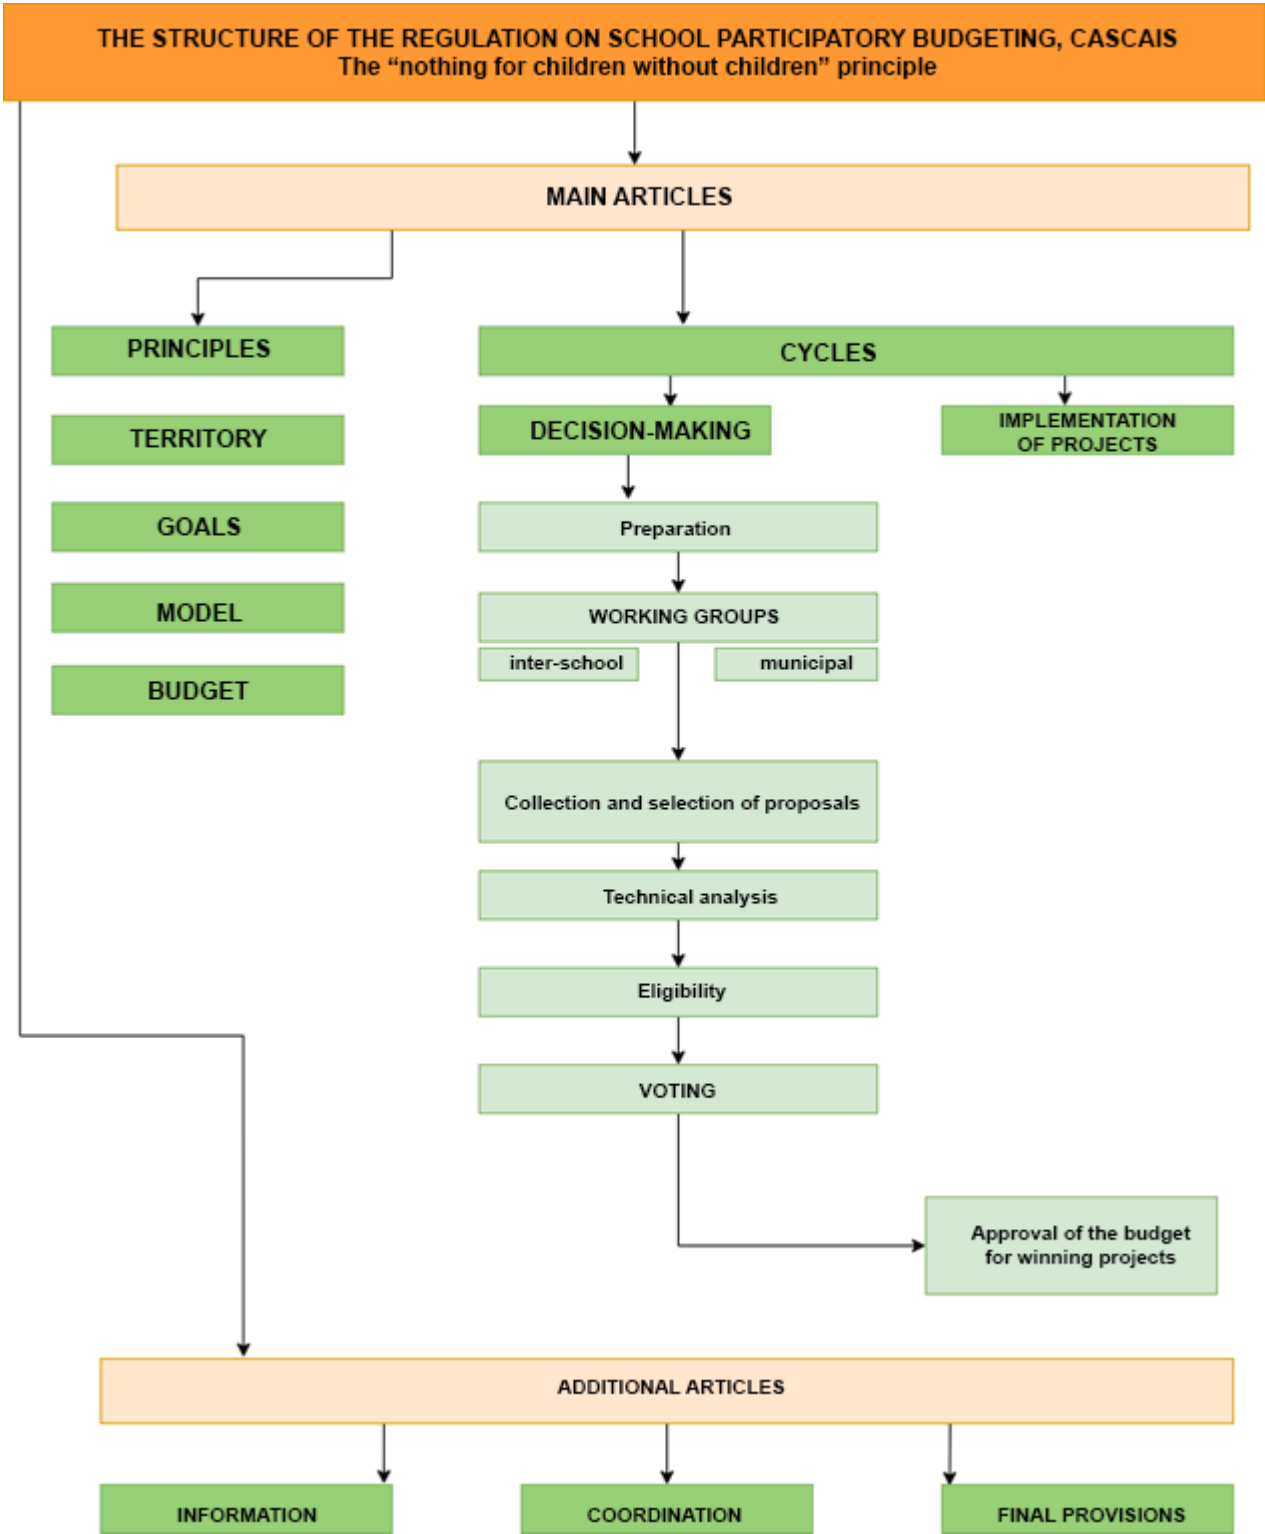 THE STRUCTURE OF THE REGULATION ON SCHOOL PARTICIPATORY BUDGETING, CASCAIS
The “nothing for children without children” principle
MAIN ARTICLES
PRINCIPLES
TERRITORY
GOALS
MODEL
BUDGET
CYCLES
DECISION-MAKING
IMPLEMENTATION
OF PROJECTS
Preparation
WORKING GROUPS
inter-school
municipal
Collection and selection of proposals
Technical analysis
Eligibility
VOTING
Approval of the budget
for winning projects
ADDITIONAL ARTICLES
INFORMATION
COORDINATION
FINAL PROVISIONS